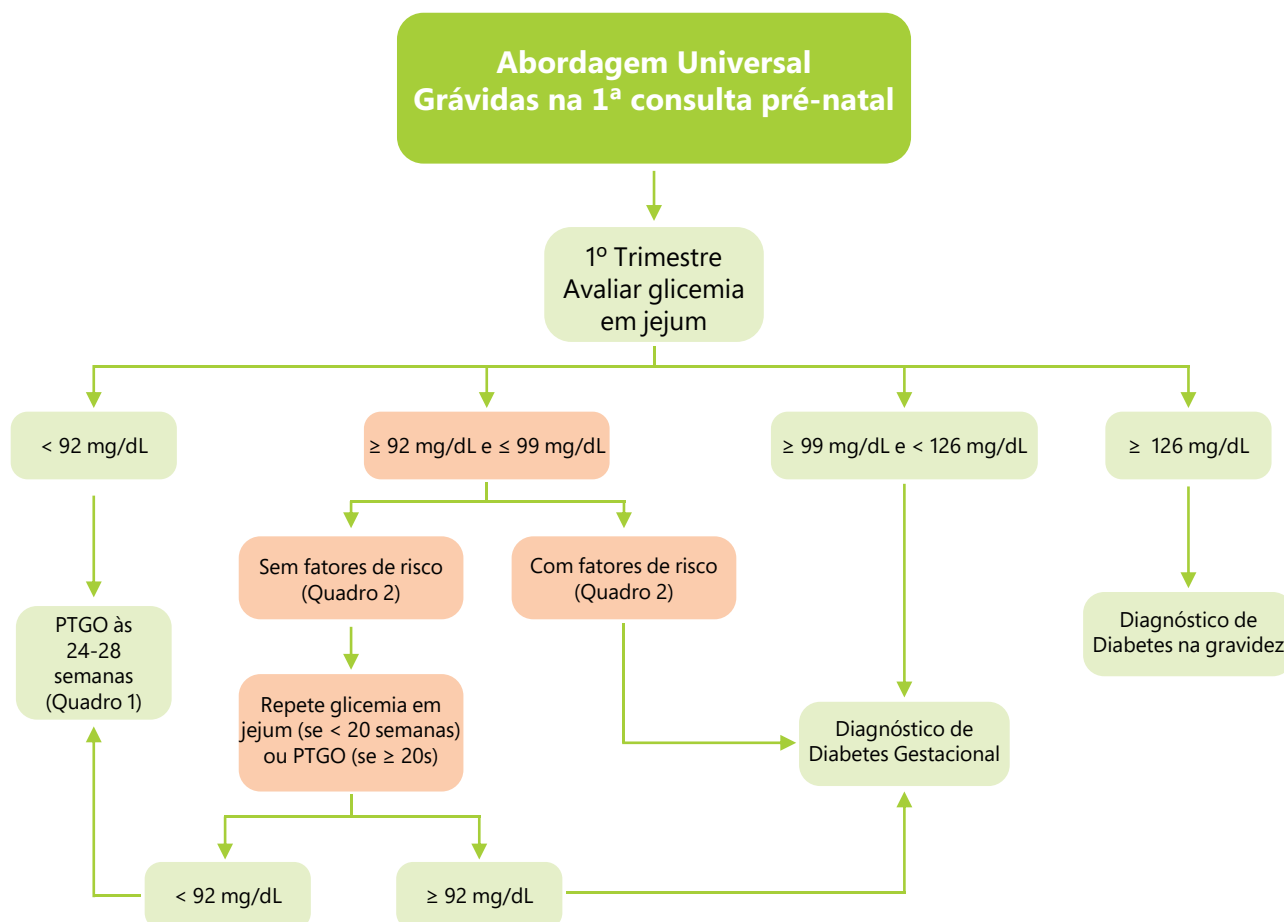 Abordagem Universal
Grávidas na 1ª consulta pré-natal
1º Trimestre
Avaliar glicemia
em jejum
< 92 mg/dL
≥ 92 mg/dL e ≤ 99 mg/dL
≥ 99 mg/dL e < 126 mg/dL
≥ 126 mg/dL
Sem fatores de risco
(Quadro 2)
Com fatores de risco
(Quadro 2)
PTGO às
24-28
semanas
(Quadro 1)
Diagnóstico de
Diabetes na gravidez
Repete glicemia em
jejum (se < 20 semanas)
ou PTGO (se ≥ 20s)
Diagnóstico de
Diabetes Gestacional
< 92 mg/dL
≥ 92 mg/dL